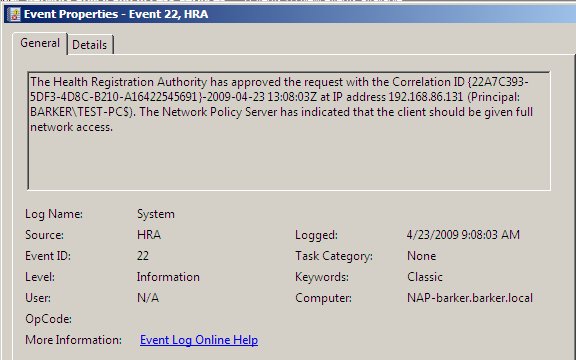 Event Properties - Event 22, HRA
General Details
The Health Registration Authority has approved the request with the Correlation ID {22A7C393-
5DF3-4D8C-B210-A16422545691}-2009-04-23 13:08:03Z at IP address 192.168.86.131 (Principal:
BARKER\TEST-PC$). The Network Policy Server has indicated that the client should be given full
network access.
Log Name: System
Source: HRA Logged: 4/23/2009 9:08:03 AM
Event ID: 22 Task Category: None
Level: Information Keywords: Classic
User: N/A Computer: NAP-barker.barker.local
OpCode:
More Information: Event Log Online Help